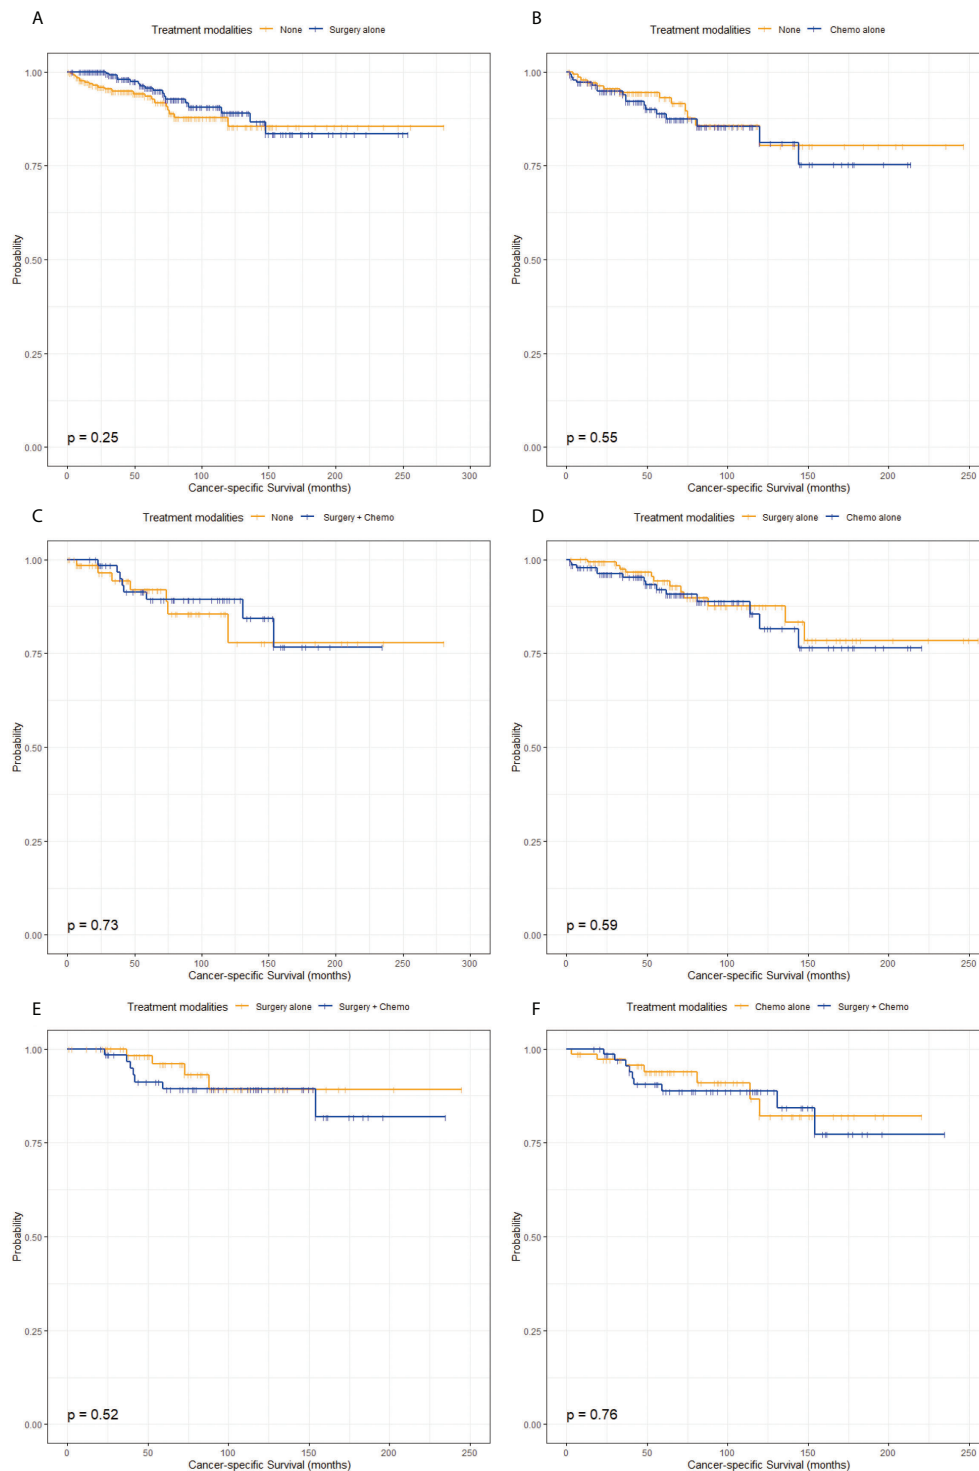 A
Treatment modalities None Surgery alone
1.00
0.75
0.50
0.25
0.00
Probability
p = 0.25
0 50 100 150 200 250 300
Cancer-specific Survival (months)
B
Treatment modalities None Chemo alone
1.00
0.75
0.50
0.25
0.00
Probability
p = 0.55
0 50 100 150 200 250
Cancer-specific Survival (months)
C
Treatment modalities None Surgery + Chemo
1.00
0.75
0.50
0.25
0.00
Probability
p = 0.73
0 50 100 150 200 250 300
Cancer-specific Survival (months)
D
Treatment modalities Surgery alone Chemo alone
1.00
0.75
0.50
0.25
0.00
Probability
p = 0.59
0 50 100 150 200 250
Cancer-specific Survival (months)
E
Treatment modalities Surgery alone Surgery + Chemo
1.00
0.75
0.50
0.25
0.00
Probability
p = 0.52
0 50 100 150 200 250
Cancer-specific Survival (months)
F
Treatment modalities Chemo alone Surgery + Chemo
1.00
0.75
0.50
0.25
0.00
Probability
p = 0.76
0 50 100 150 200 250
Cancer-specific Survival (months)